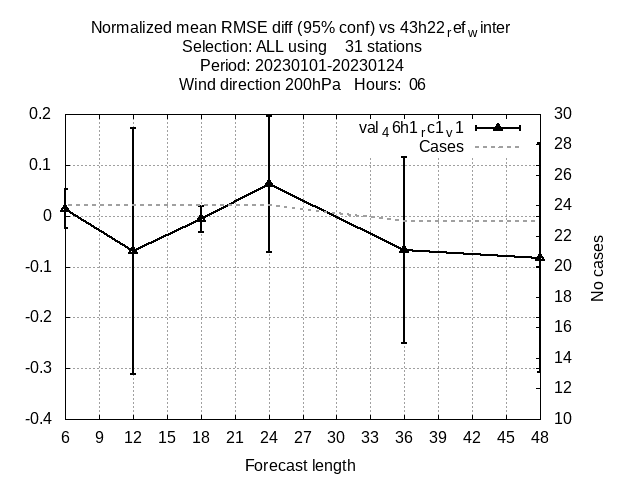 Normalized mean RMSE diff (95% conf) vs 43h22refwinter
Selection: ALL using 31 stations
Period: 20230101-20230124
Wind direction 200hPa Hours: 06
val46h1rc1v1
Cases
0.2
0.1
0
-0.1
-0.2
-0.3
-0.4
30
28
26
24
22
20
18
16
14
12
10
No cases
6 9 12 15 18 21 24 27 30 33 36 39 42 45 48
Forecast length